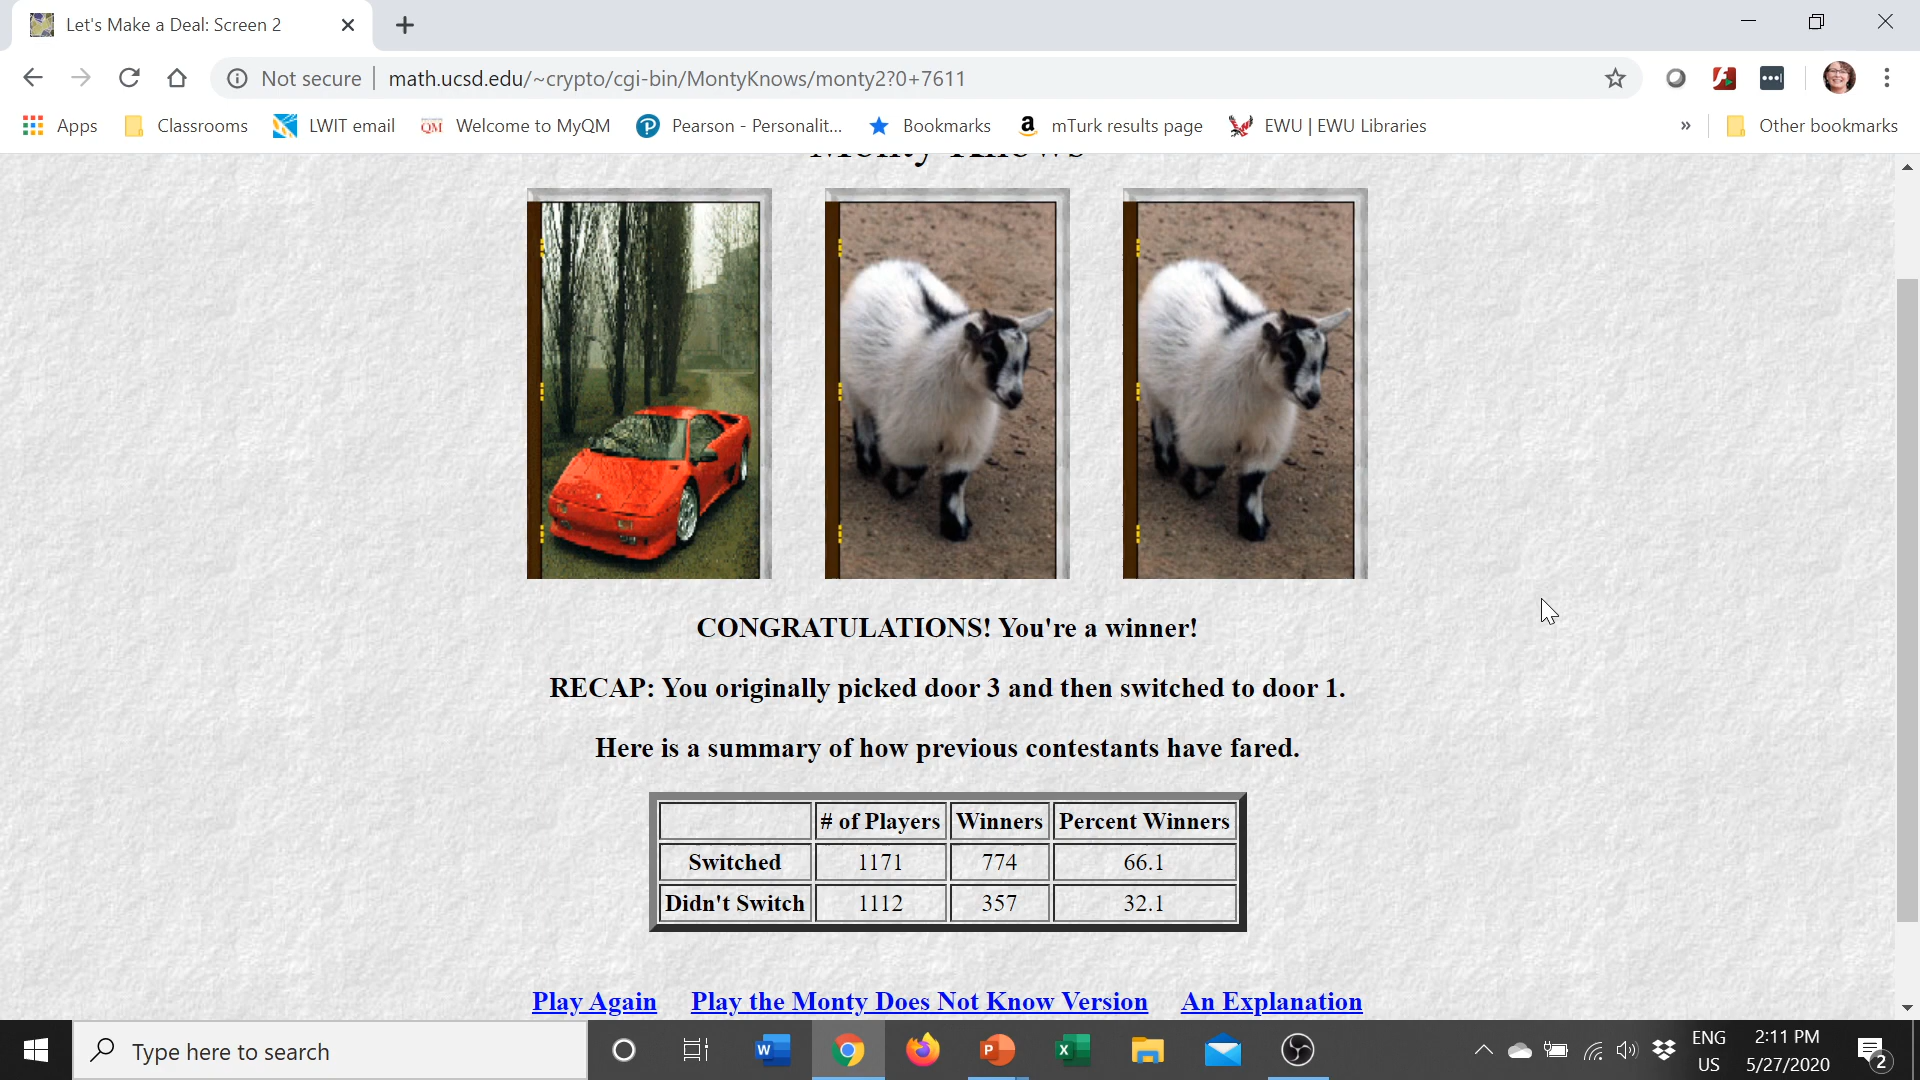 Let's Make a Deal: Screen 2
Not secure | math.ucsd.edu/~crypto/cgi-bin/MontyKnows/monty2?0+7611
Apps Classrooms LWIT email QM Welcome to MyQM Pearson - Personalit... Bookmarks a mTurk results page EWU | EWU Libraries » Other bookmarks
Monty Knows
CONGRATULATIONS! You're a winner!
RECAP: You originally picked door 3 and then switched to door 1.
Here is a summary of how previous contestants have fared.
# of Players Winners Percent Winners
Switched 1171 774 66.1
Didn't Switch 1112 357 32.1
Play Again Play the Monty Does Not Know Version An Explanation
Type here to search
ENG 2:11 PM
US 5/27/2020 2